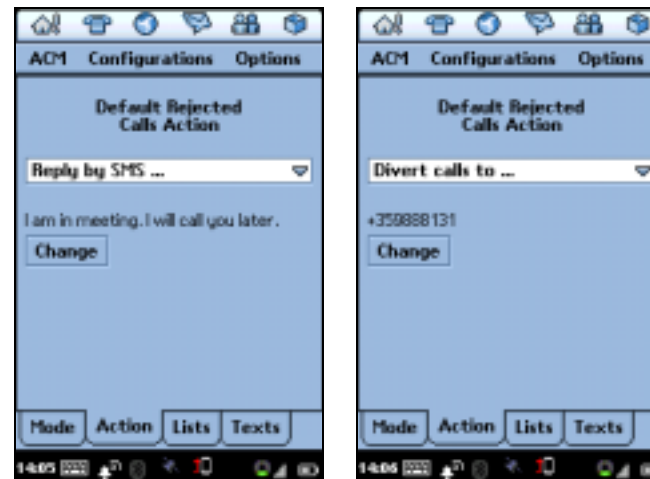 ACM Configurations Options
Default Rejected
Calls Action
Reply by SMS ...
I am in meeting. I will call you later.
Change
Mode Action Lists Texts
14:05
ACM Configurations Options
Default Rejected
Calls Action
Divert calls to ...
+359888131
Change
Mode Action Lists Texts
14:06